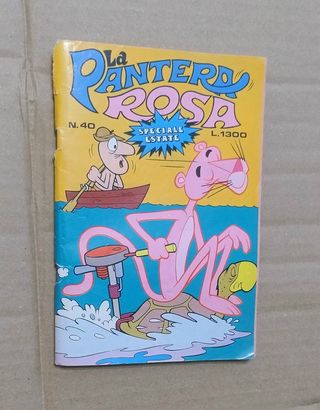 La
PANTERA
ROSA
N. 40
SPECIALE
ESTATE
L. 1300